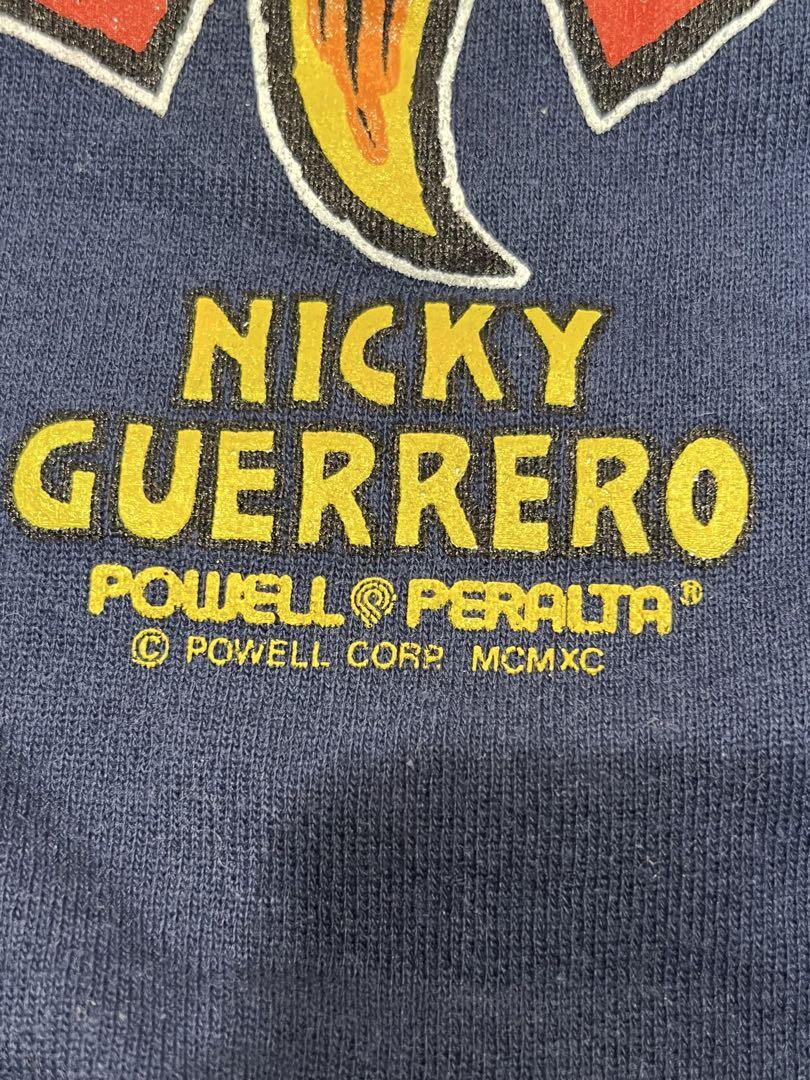 NICKY
GUERRERO
POWELL PERALTA®
© POWELL CORP. MCMXC